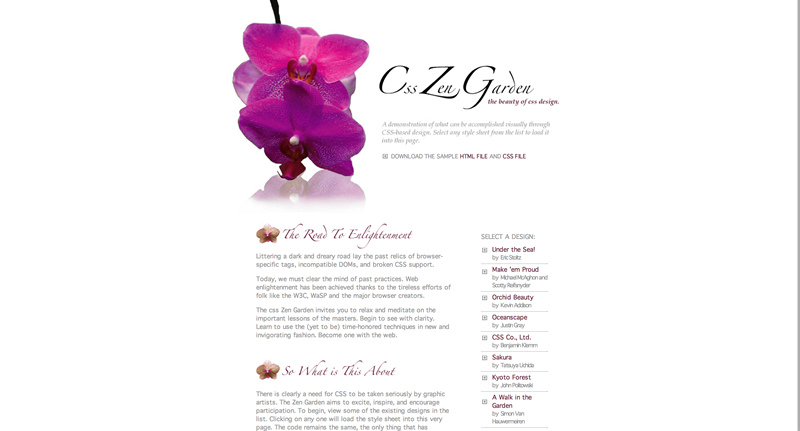 Css Zen Garden
the beauty of css design.
A demonstration of what can be accomplished visually through
CSS-based design. Select any style sheet from the list to load it
into this page.
DOWNLOAD THE SAMPLE HTML FILE AND CSS FILE
The Road To Enlightenment
Littering a dark and dreary road lay the past relics of browser-
specific tags, incompatible DOMs, and broken CSS support.
Today, we must clear the mind of past practices. Web
enlightenment has been achieved thanks to the tireless efforts of
folk like the W3C, WaSP and the major browser creators.
The css Zen Garden invites you to relax and meditate on the
important lessons of the masters. Begin to see with clarity.
Learn to use the (yet to be) time-honored techniques in new and
invigorating fashion. Become one with the web.
So What is This About
There is clearly a need for CSS to be taken seriously by graphic
artists. The Zen Garden aims to excite, inspire, and encourage
participation. To begin, view some of the existing designs in the
list. Clicking on any one will load the style sheet into this very
page. The code remains the same, the only thing that has
SELECT A DESIGN:
Under the Sea!
by Eric Stoltz
Make 'em Proud
by Michael McAghon and
Scotty Reifsnyder
Orchid Beauty
by Kevin Addison
Oceanscape
by Justin Gray
CSS Co., Ltd.
by Benjamin Klemm
Sakura
by Tatsuya Uchida
Kyoto Forest
by John Politowski
A Walk in the
Garden
by Simon Van
Hauwermeiren